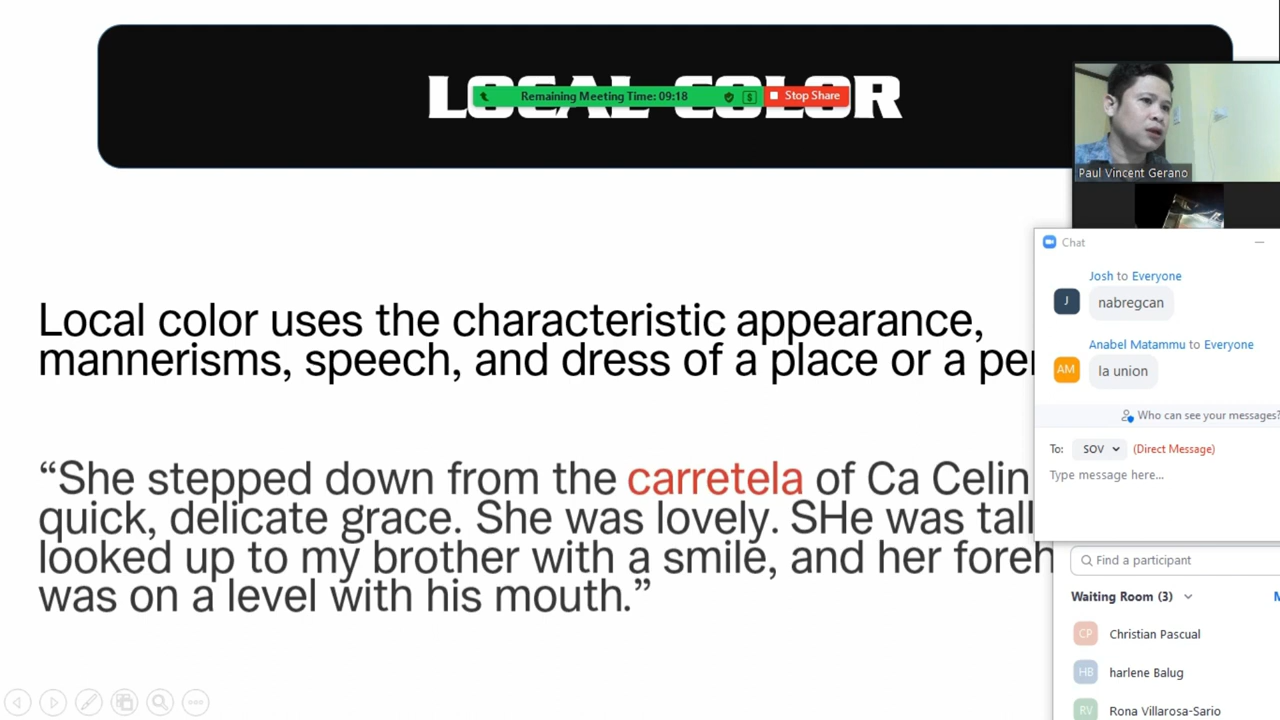 LOCAL COLOR
Remaining Meeting Time: 09:18
Stop Share
Paul Vincent Gerano
Local color uses the characteristic appearance,
mannerisms, speech, and dress of a place or a
“She stepped down from the carretela of Ca Celin
quick, delicate grace. She was lovely. SHe was tall
looked up to my brother with a smile, and her
was on a level with his mouth.”
Chat
Josh to Everyone
J
nabregcan
Anabel Matammu to Everyone
AM
la union
Who can see your messages?
To: SOV (Direct Message)
Type message here...
Find a participant
Waiting Room (3)
M
CP Christian Pascual
HB harlene Balug
RV Rona Villarosa-Sario